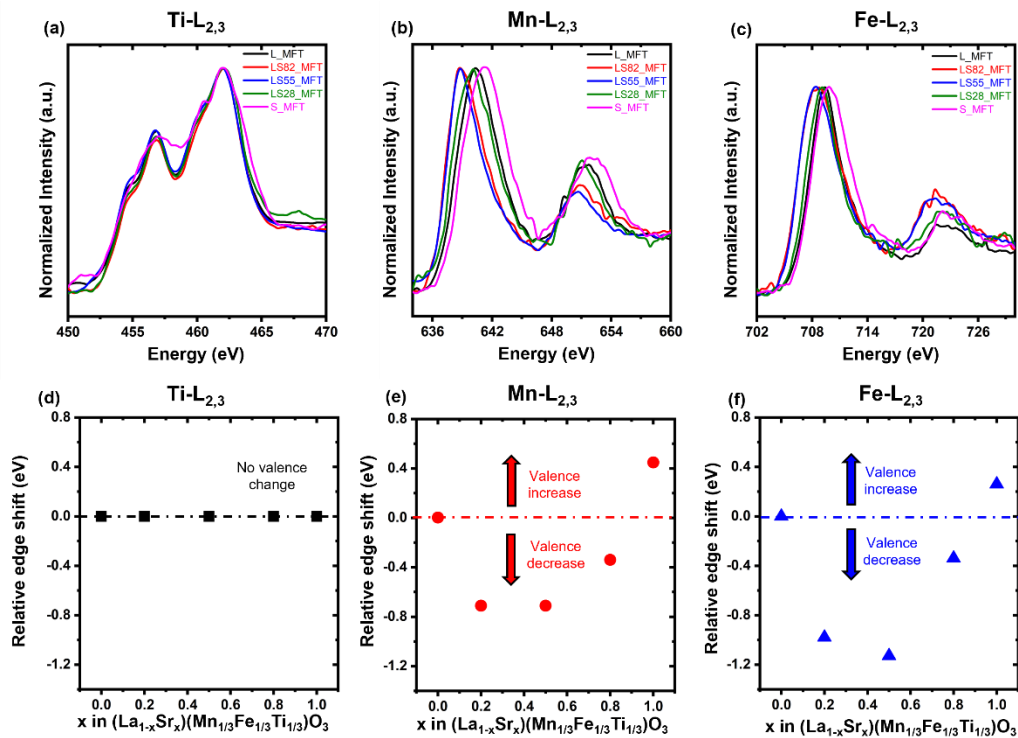 Ti-L2,3
(a)
L_MFT
LS82_MFT
LS55_MFT
LS28_MFT
S_MFT
Normalized Intensity (a.u.)
450 455 460 465 470
Energy (eV)
Mn-L2,3
(b)
L_MFT
LS82_MFT
LS55_MFT
LS28_MFT
S_MFT
Normalized Intensity (a.u.)
636 642 648 654 660
Energy (eV)
Fe-L2,3
(c)
L_MFT
LS82_MFT
LS55_MFT
LS28_MFT
S_MFT
Normalized Intensity (a.u.)
702 708 714 720 726
Energy (eV)
(d)
Ti-L2,3
Relative edge shift (eV)
0.8
0.4
0.0
-0.4
-0.8
-1.2
No valence
change
0.0 0.2 0.4 0.6 0.8 1.0
x in (La1-xSrx)(Mn1/3Fe1/3Ti1/3)O3
(e)
Mn-L2,3
Relative edge shift (eV)
0.8
0.4
0.0
-0.4
-0.8
-1.2
Valence
increase
Valence
decrease
0.0 0.2 0.4 0.6 0.8 1.0
x in (La1-xSrx)(Mn1/3Fe1/3Ti1/3)O3
(f)
Fe-L2,3
Relative edge shift (eV)
0.8
0.4
0.0
-0.4
-0.8
-1.2
Valence
increase
Valence
decrease
0.0 0.2 0.4 0.6 0.8 1.0
x in (La1-xSrx)(Mn1/3Fe1/3Ti1/3)O3